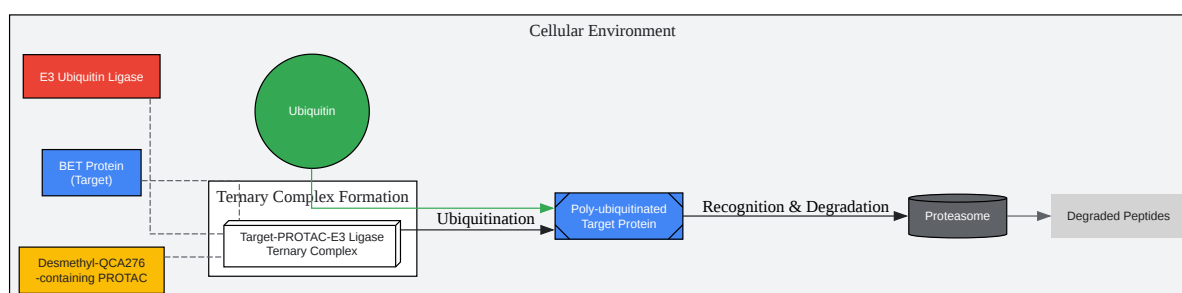 Cellular Environment
E3 Ubiquitin Ligase
Ubiquitin
BET Protein
(Target)
Ternary Complex Formation
Target-PROTAC-E3 Ligase
Ternary Complex
Desmethyl-QCA276
-containing PROTAC
Ubiquitination
Poly-ubiquitinated
Target Protein
Recognition & Degradation
Proteasome
Degraded Peptides